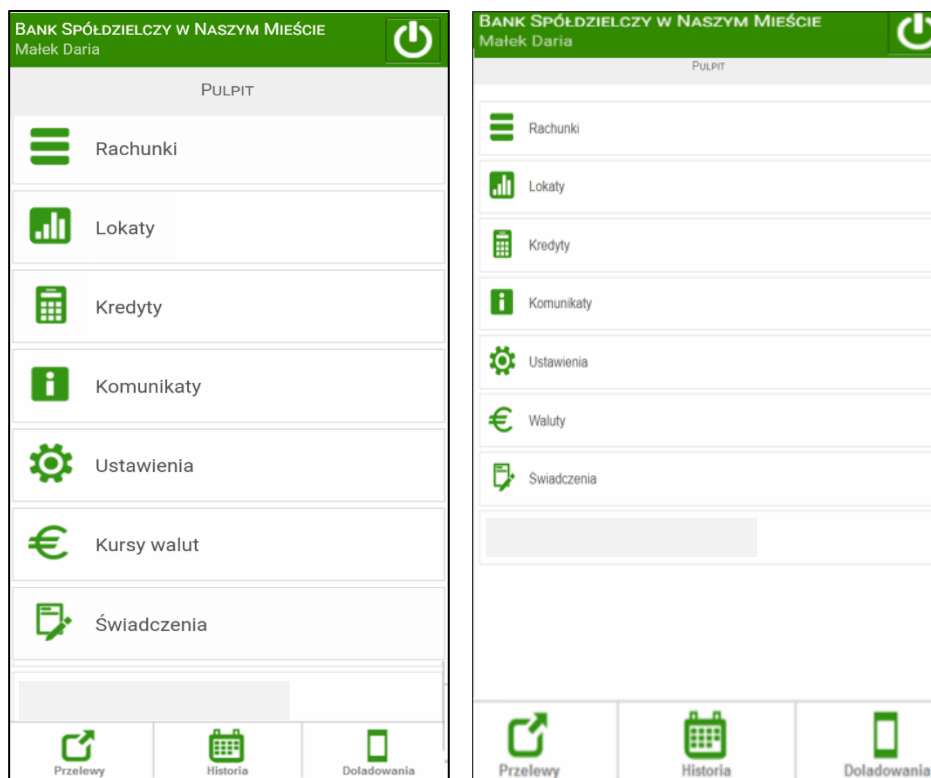 BANK SPÓŁDZIELCZY W NASZYM MIEŚCIE
Małek Daria
PULPIT
Rachunki
Lokaty
Kredyty
Komunikaty
Ustawienia
Kursy walut
Świadczenia
Przelewy
Historia
Doladowania
BANK SPÓŁDZIELCZY W NASZYM MIEŚCIE
Małek Daria
PULPIT
Rachunki
Lokaty
Kredyty
Komunikaty
Ustawienia
Waluty
Świadczenia
Przelewy
Historia
Doladowania